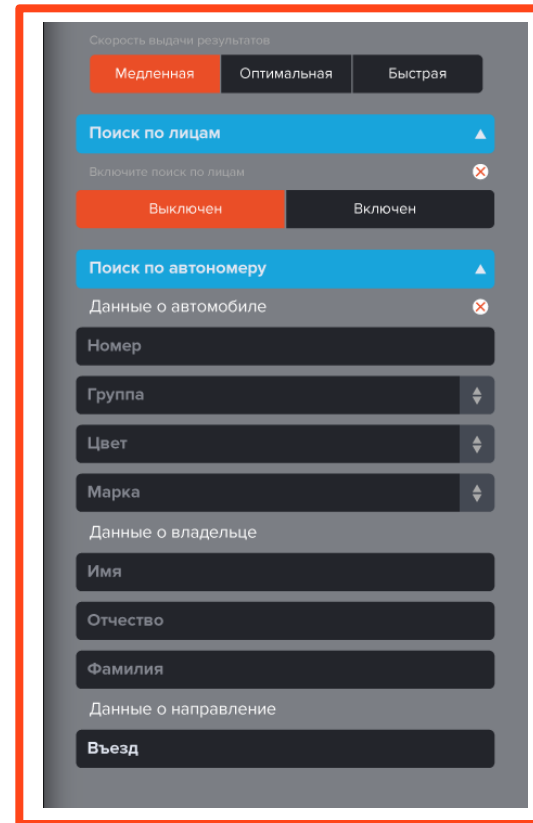 Скорость выдачи результатов
Медленная Оптимальная Быстрая
Поиск по лицам
Включите поиск по лицам
Выключен Включен
Поиск по автономеру
Данные о автомобиле
Номер
Группа
Цвет
Марка
Данные о владельце
Имя
Отчество
Фамилия
Данные о направление
Въезд